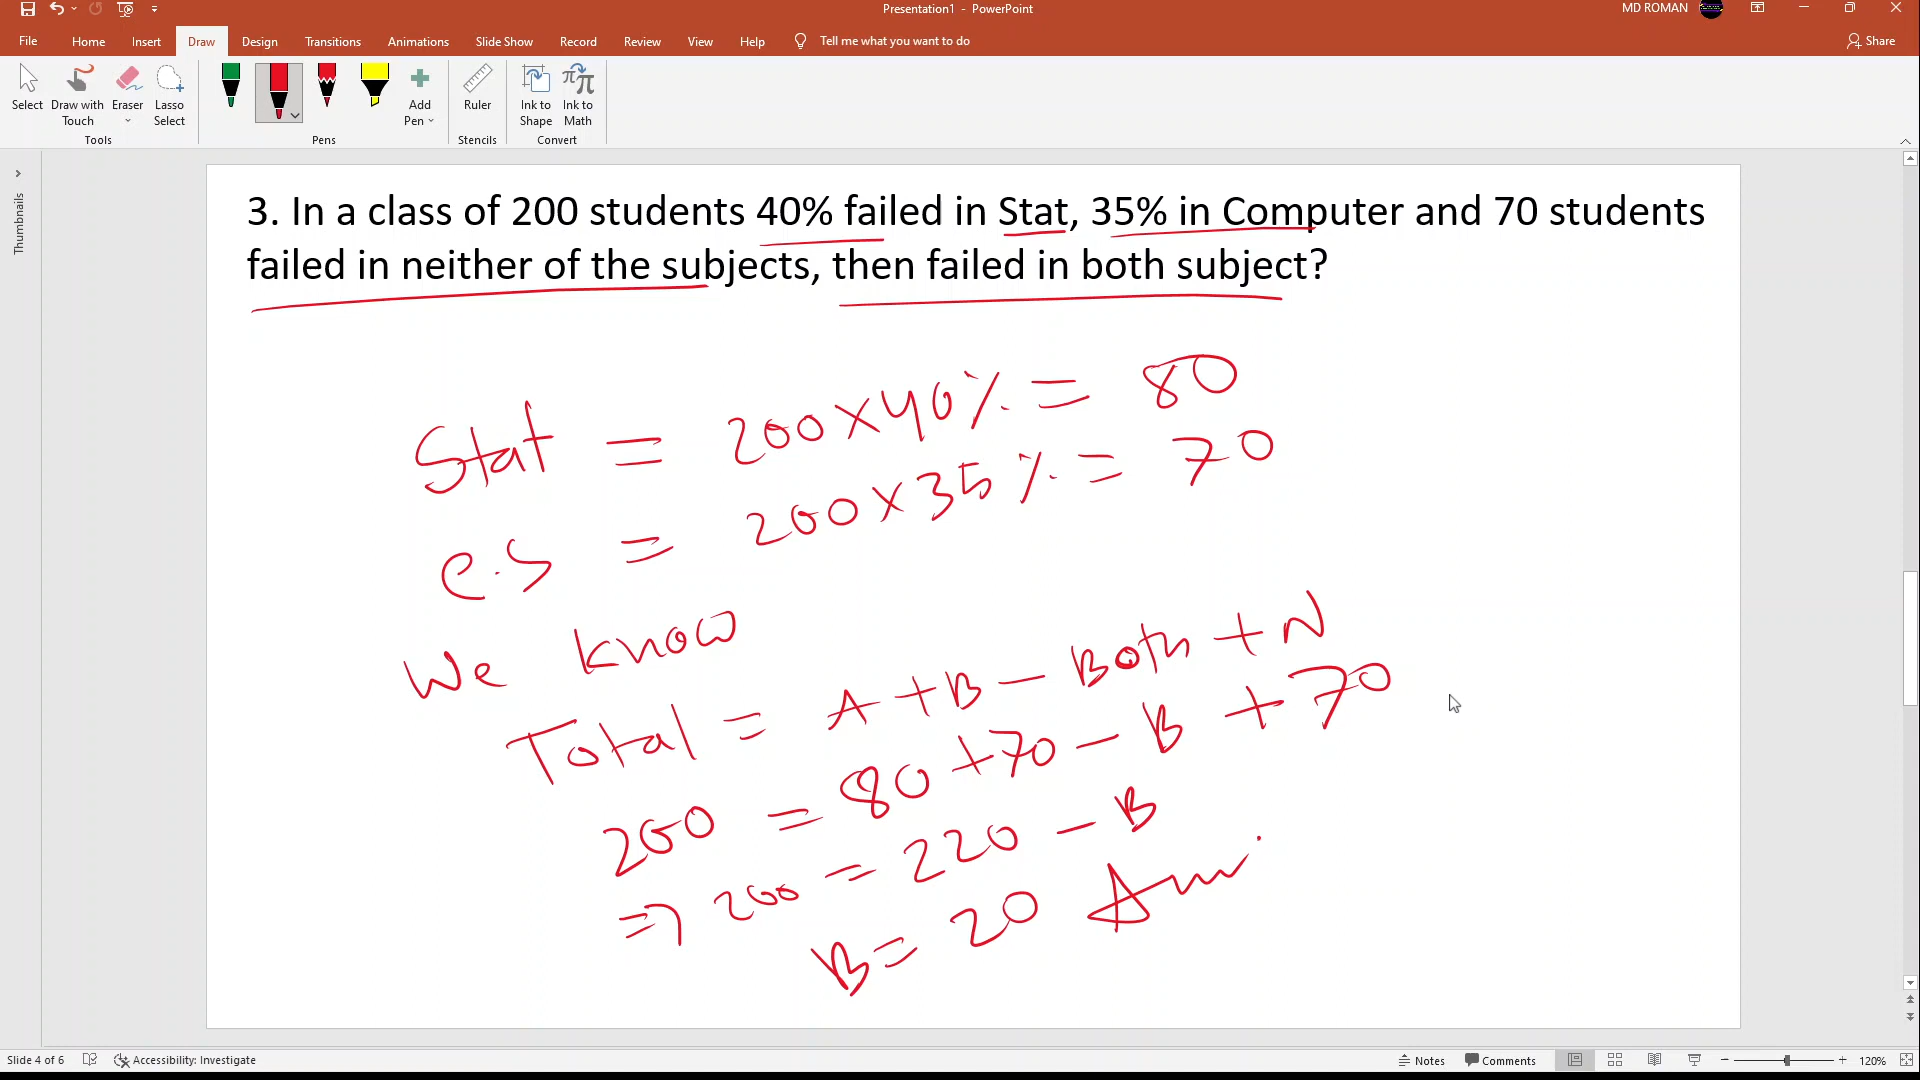 Presentation1 - PowerPoint
MD ROMAN
File Home Insert Draw Design Transitions Animations Slide Show Record Review View Help Tell me what you want to do
Share
Select Draw with Touch Eraser Lasso Select Add Pen Ruler Ink to Shape Ink to Math
Tools Pens Stencils Convert
Thumbnails
3. In a class of 200 students 40% failed in Stat, 35% in Computer and 70 students
failed in neither of the subjects, then failed in both subject?
Stat = 200 × 40% = 80
C.S = 200 × 35% = 70
We know
Total = A + B - Both + N
200 = 80 + 70 - B + 70
=> 200 = 220 - B
B = 20 Ans.
Slide 4 of 6 Accessibility: Investigate Notes Comments 120%